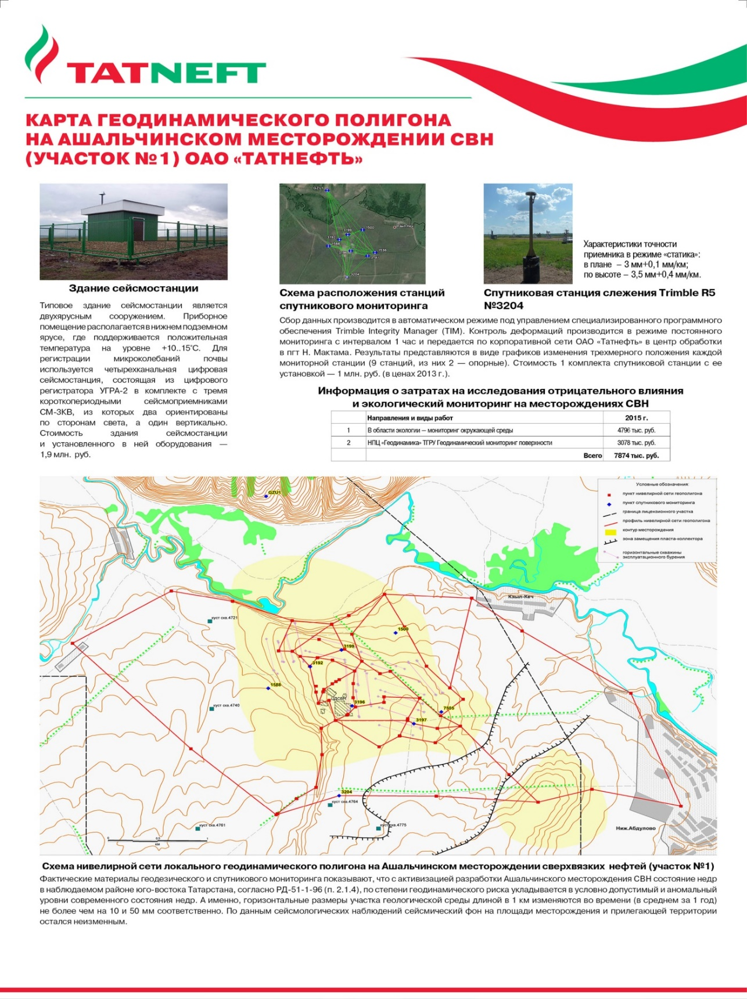 TATNEFT
КАРТА ГЕОДИНАМИЧЕСКОГО ПОЛИГОНА
НА АШАЛЬЧИНСКОМ МЕСТОРОЖДЕНИИ СВН
(УЧАСТОК №1) ОАО «ТАТНЕФТЬ»
Здание сейсмостанции
Типовое здание сейсмостанции является
двухярусным сооружением. Приборное
помещение располагается в нижнем подземном
ярусе, где поддерживается положительная
температура на уровне +10..15°С. Для
регистрации микроколебаний почвы
используется четырехканальная цифровая
сейсмостанция, состоящая из цифрового
регистратора УГРА-2 в комплекте с тремя
короткопериодными сейсмоприемниками
СМ-3КВ, из которых два ориентированы
по сторонам света, а один вертикально.
Стоимость здания сейсмостанции
и установленного в ней оборудования —
1,9 млн. руб.
GZU1
1500
Кзыл-Кеч
3199
3192
1588
3196
1536
3197
3204
Схема расположения станций
спутникового мониторинга
Характеристики точности
приемника в режиме «статика»:
в плане – 3 мм+0,1 мм/км;
по высоте – 3,5 мм+0,4 мм/км.
Спутниковая станция слежения Trimble R5
№3204
Сбор данных производится в автоматическом режиме под управлением специализированного программного
обеспечения Trimble Integrity Manager (TIM). Контроль деформаций производится в режиме постоянного
мониторинга с интервалом 1 час и передается по корпоративной сети ОАО «Татнефть» в центр обработки
в пгт Н. Мактама. Результаты представляются в виде графиков изменения трехмерного положения каждой
мониторной станции (9 станций, из них 2 — опорные). Стоимость 1 комплекта спутниковой станции с ее
установкой — 1 млн. руб. (в ценах 2013 г.).
Информация о затратах на исследования отрицательного влияния
и экологический мониторинг на месторождениях СВН
Направления и виды работ 2015 г.
1 В области экологии – мониторинг окружающей среды 4796 тыс. руб.
2 НПЦ «Геодинамика» ТГРУ Геодинамический мониторинг поверхности 3078 тыс. руб.
Всего 7874 тыс. руб.
Условные обозначения:
пункт нивелирной сети геополигона
пункт спутникового мониторинга
граница лицензионного участка
профиль нивелирной сети геополигона
контур месторождения
зона замещения пласта-коллектора
горизонтальные скважины
эксплуатационного бурения
GZU1
Кзыл-Кеч
куст скв.4721
1500
3199
3192
1588
ЦДСВН
3196
куст скв.4740
7505
3197
3204
куст скв.4764
куст скв.4761
куст скв.4775
Ниж.Абдулово
0 0,5 1
км
Схема нивелирной сети локального геодинамического полигона на Ашальчинском месторождении сверхвязких нефтей (участок №1)
Фактические материалы геодезического и спутникового мониторинга показывают, что с активизацией разработки Ашальчинского месторождения СВН состояние недр
в наблюдаемом районе юго-востока Татарстана, согласно РД-51-1-96 (п. 2.1.4), по степени геодинамического риска укладывается в условно допустимый и аномальный
уровни современного состояния недр. А именно, горизонтальные размеры участка геологической среды длиной в 1 км изменяются во времени (в среднем за 1 год)
не более чем на 10 и 50 мм соответственно. По данным сейсмологических наблюдений сейсмический фон на площади месторождения и прилегающей территории
остался неизменным.